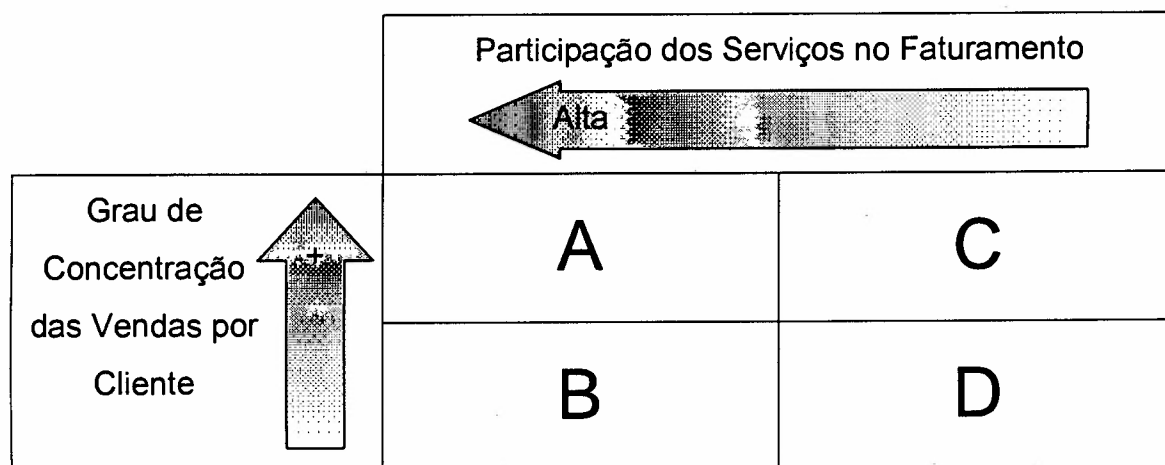 Participação dos Serviços no Faturamento
Alta
Grau de
Concentração
das Vendas por
Cliente
+
A
C
B
D